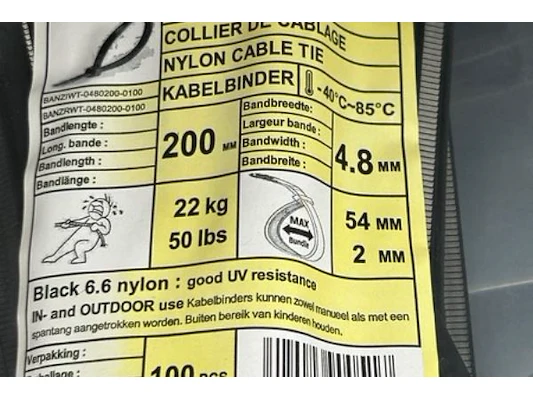 COLLIER DE CABLAGE
NYLON CABLE TIE
KABELBINDER -40°C~85°C
BANZIWT-0480200-0100
BANZRWT-0480200-0100
Bandlengte :
Long. bande :
Bandlength :
Bandlänge :
200 MM
Bandbreedte:
Largeur bande :
Bandwidth :
Bandbreite :
4.8 MM
22 kg
50 lbs
MAX
Bundle
54 MM
2 MM
Black 6.6 nylon : good UV resistance
IN- and OUTDOOR use Kabelbinders kunnen zowel manueel als met een
spantang aangetrokken worden. Buiten bereik van kinderen houden.
Verpakking :
100 PCS